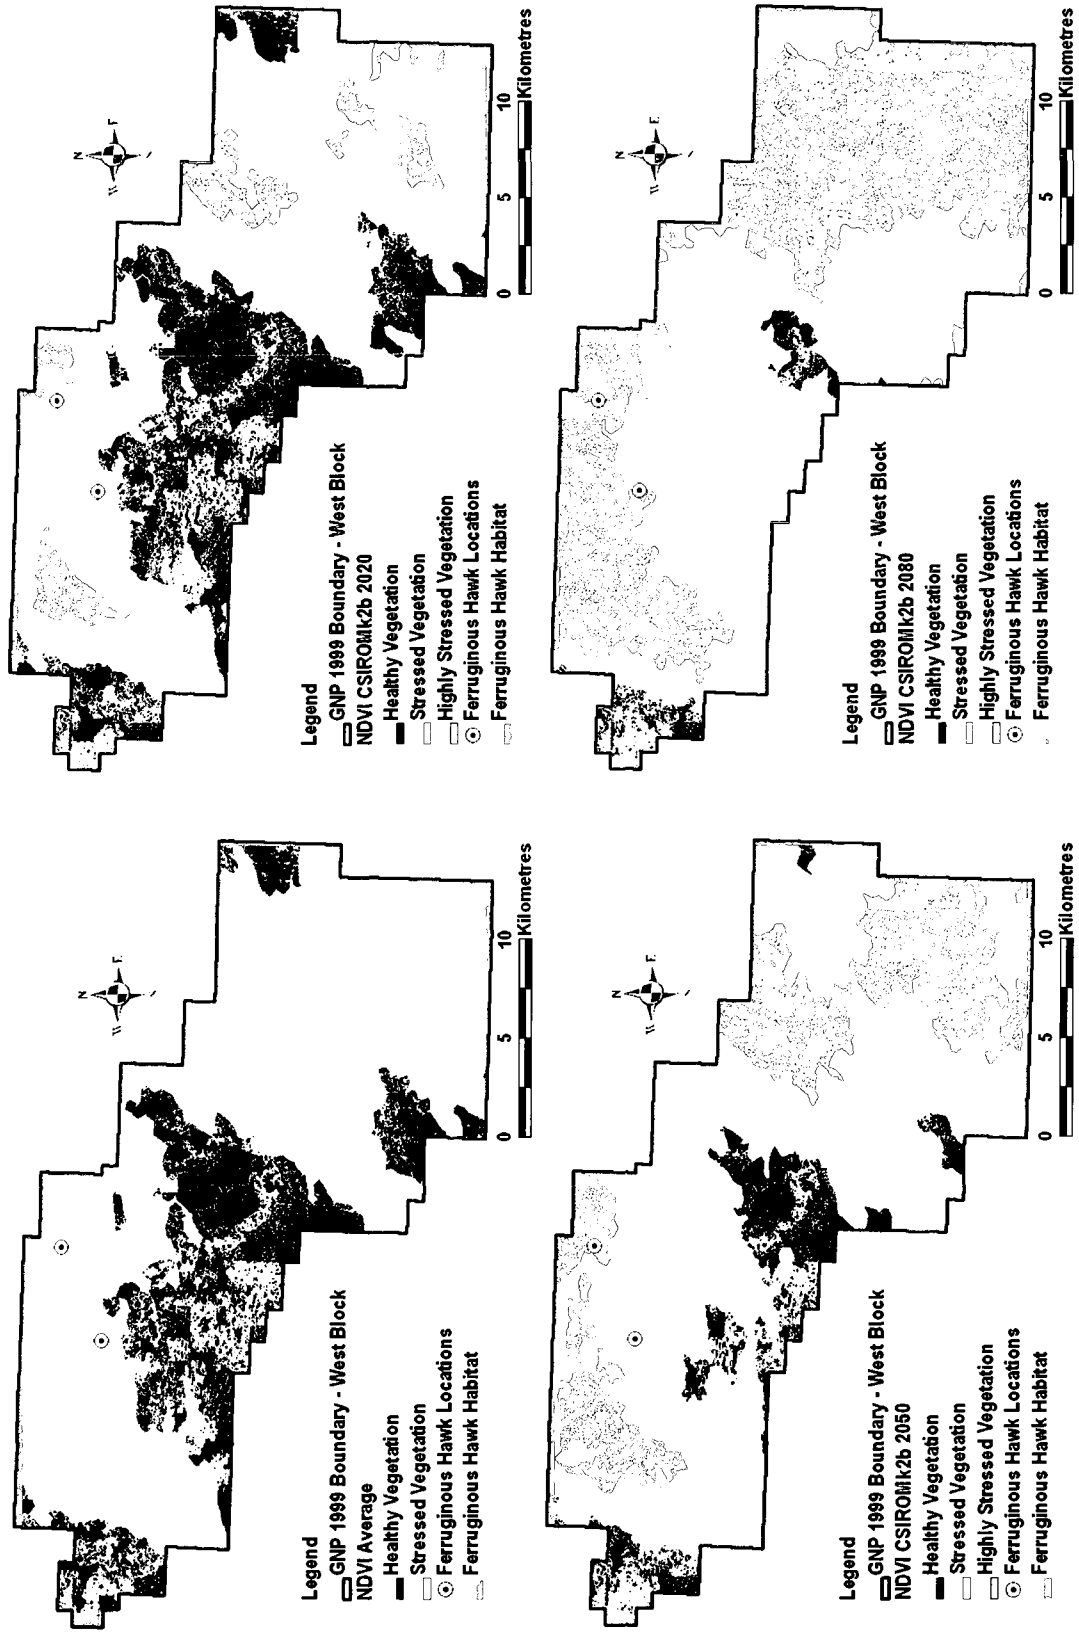 N
W E
Legend
GNP 1999 Boundary - West Block
NDVI Average
Healthy Vegetation
Stressed Vegetation
Ferruginous Hawk Locations
Ferruginous Hawk Habitat
0 5 10
Kilometres
N
W E
Legend
GNP 1999 Boundary - West Block
NDVI CSIROMk2b 2020
Healthy Vegetation
Stressed Vegetation
Highly Stressed Vegetation
Ferruginous Hawk Locations
Ferruginous Hawk Habitat
0 5 10
Kilometres
N
W E
Legend
GNP 1999 Boundary - West Block
NDVI CSIROMk2b 2050
Healthy Vegetation
Stressed Vegetation
Highly Stressed Vegetation
Ferruginous Hawk Locations
Ferruginous Hawk Habitat
0 5 10
Kilometres
N
W E
Legend
GNP 1999 Boundary - West Block
NDVI CSIROMk2b 2080
Healthy Vegetation
Stressed Vegetation
Highly Stressed Vegetation
Ferruginous Hawk Locations
Ferruginous Hawk Habitat
0 5 10
Kilometres